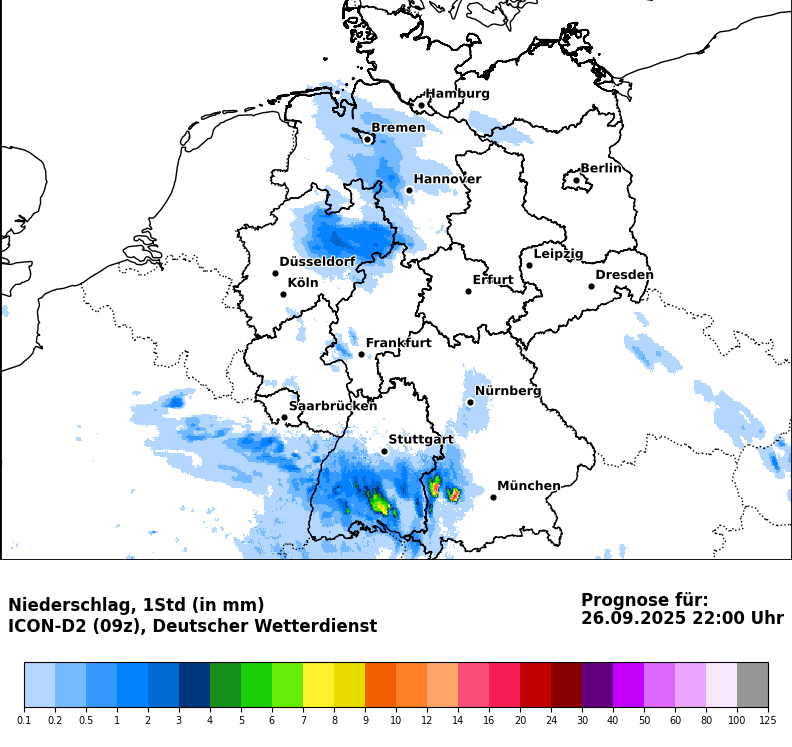 Hamburg
Bremen
Berlin
Hannover
Leipzig
Düsseldorf
Dresden
Köln
Erfurt
Frankfurt
Nürnberg
Saarbrücken
Stuttgart
München
Niederschlag, 1Std (in mm)
ICON-D2 (09z), Deutscher Wetterdienst
Prognose für:
26.09.2025 22:00 Uhr
0.1 0.2 0.5 1 2 3 4 5 6 7 8 9 10 12 14 16 20 24 30 40 50 60 80 100 125